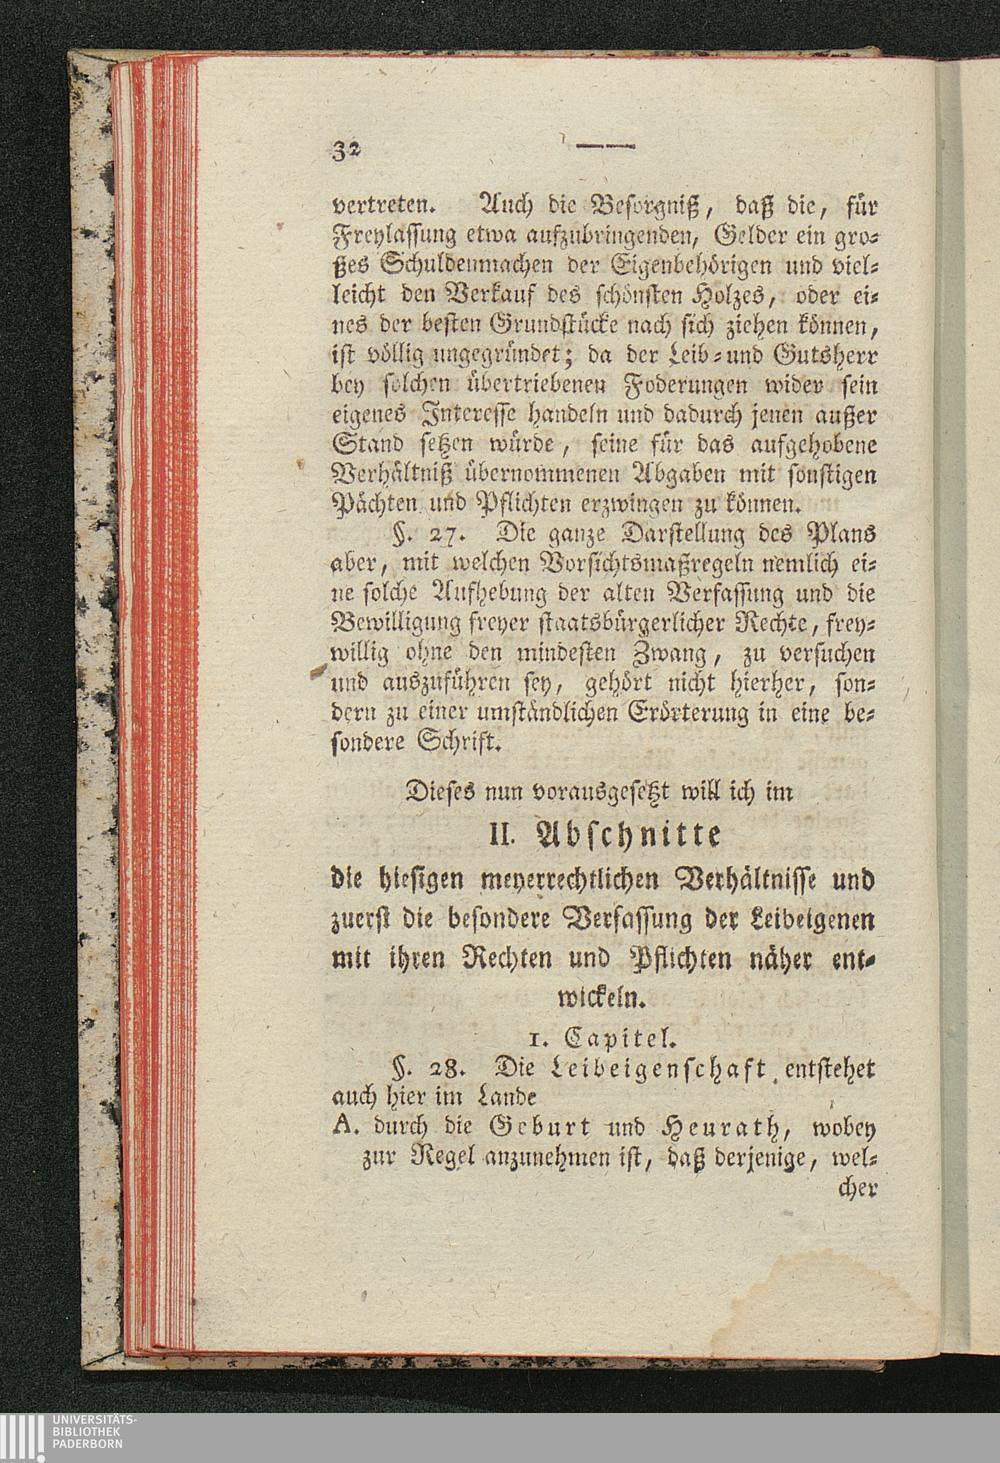 32
vertreten. Auch die Besorgniß, daß die, für
Freylassung etwa aufzubringenden, Gelder ein gro-
ßes Schuldenmachen der Eigenbehörigen und viel-
leicht den Verkauf des schönsten Holzes, oder ei-
nes der besten Grundstücke nach sich ziehen können,
ist völlig ungegründet; da der Leib- und Gutsherr
bey solchen übertriebenen Foderungen wider sein
eigenes Interesse handeln und dadurch jenen außer
Stand setzen würde, seine für das aufgehobene
Verhältniß übernommenen Abgaben mit sonstigen
Pächten und Pflichten erzwingen zu können.
§. 27. Die ganze Darstellung des Plans
aber, mit welchen Vorsichtsmaßregeln nemlich ei-
ne solche Aufhebung der alten Verfassung und die
Bewilligung freyer staatsbürgerlicher Rechte, frey-
willig ohne den mindesten Zwang, zu versuchen
und auszuführen sey, gehört nicht hierher, son-
dern zu einer umständlichen Erörterung in eine be-
sondere Schrift.
Dieses nun vorausgesetzt will ich im
II. Abschnitte
die hiesigen meyerrechtlichen Verhältnisse und
zuerst die besondere Verfassung der Leibeigenen
mit ihren Rechten und Pflichten näher ent-
wickeln.
1. Capitel.
§. 28. Die Leibeigenschaft entstehet
auch hier im Lande
A. durch die Geburt und Heurath, wobey
zur Regel anzunehmen ist, daß derjenige, wel-
cher
UNIVERSITÄTS-
BIBLIOTHEK
PADERBORN